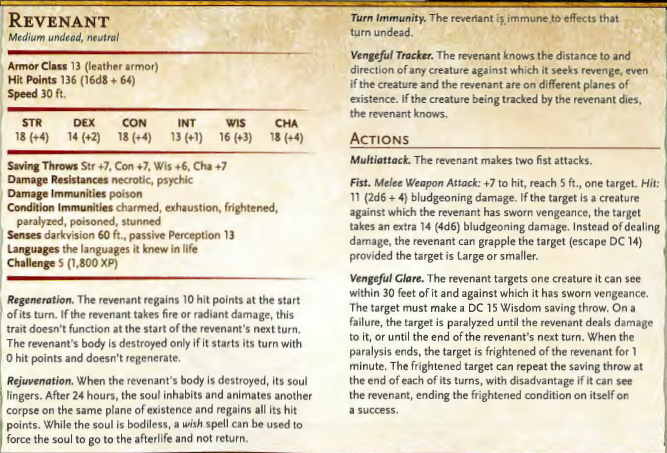 REVENANT
Medium undead, neutral
Armor Class 13 (leather armor)
Hit Points 136 (16d8 + 64)
Speed 30 ft.
STR DEX CON INT WIS CHA
18 (+4) 14 (+2) 18 (+4) 13 (+1) 16 (+3) 18 (+4)
Saving Throws Str +7, Con +7, Wis +6, Cha +7
Damage Resistances necrotic, psychic
Damage Immunities poison
Condition Immunities charmed, exhaustion, frightened,
paralyzed, poisoned, stunned
Senses darkvision 60 ft., passive Perception 13
Languages the languages it knew in life
Challenge 5 (1,800 XP)
Regeneration. The revenant regains 10 hit points at the start
of its turn. If the revenant takes fire or radiant damage, this
trait doesn't function at the start of the revenant's next turn.
The revenant's body is destroyed only if it starts its turn with
0 hit points and doesn't regenerate.
Rejuvenation. When the revenant's body is destroyed, its soul
lingers. After 24 hours, the soul inhabits and animates another
corpse on the same plane of existence and regains all its hit
points. While the soul is bodiless, a wish spell can be used to
force the soul to go to the afterlife and not return.
Turn Immunity. The revenant is immune to effects that
turn undead.
Vengeful Tracker. The revenant knows the distance to and
direction of any creature against which it seeks revenge, even
if the creature and the revenant are on different planes of
existence. If the creature being tracked by the revenant dies,
the revenant knows.
ACTIONS
Multiattack. The revenant makes two fist attacks.
Fist. Melee Weapon Attack: +7 to hit, reach 5 ft., one target. Hit:
11 (2d6 + 4) bludgeoning damage. If the target is a creature
against which the revenant has sworn vengeance, the target
takes an extra 14 (4d6) bludgeoning damage. Instead of dealing
damage, the revenant can grapple the target (escape DC 14)
provided the target is Large or smaller.
Vengeful Glare. The revenant targets one creature it can see
within 30 feet of it and against which it has sworn vengeance.
The target must make a DC 15 Wisdom saving throw. On a
failure, the target is paralyzed until the revenant deals damage
to it, or until the end of the revenant's next turn. When the
paralysis ends, the target is frightened of the revenant for 1
minute. The frightened target can repeat the saving throw at
the end of each of its turns, with disadvantage if it can see
the revenant, ending the frightened condition on itself on
a success.